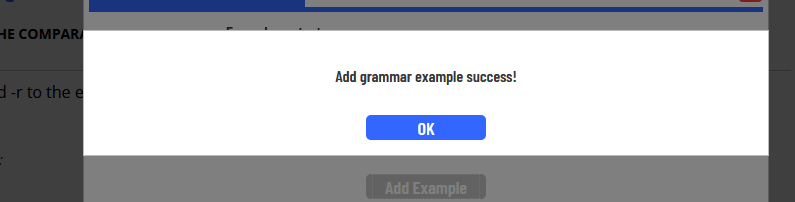 HE COMPARA
Add grammar example success!
d -r to the e
OK
Add Example